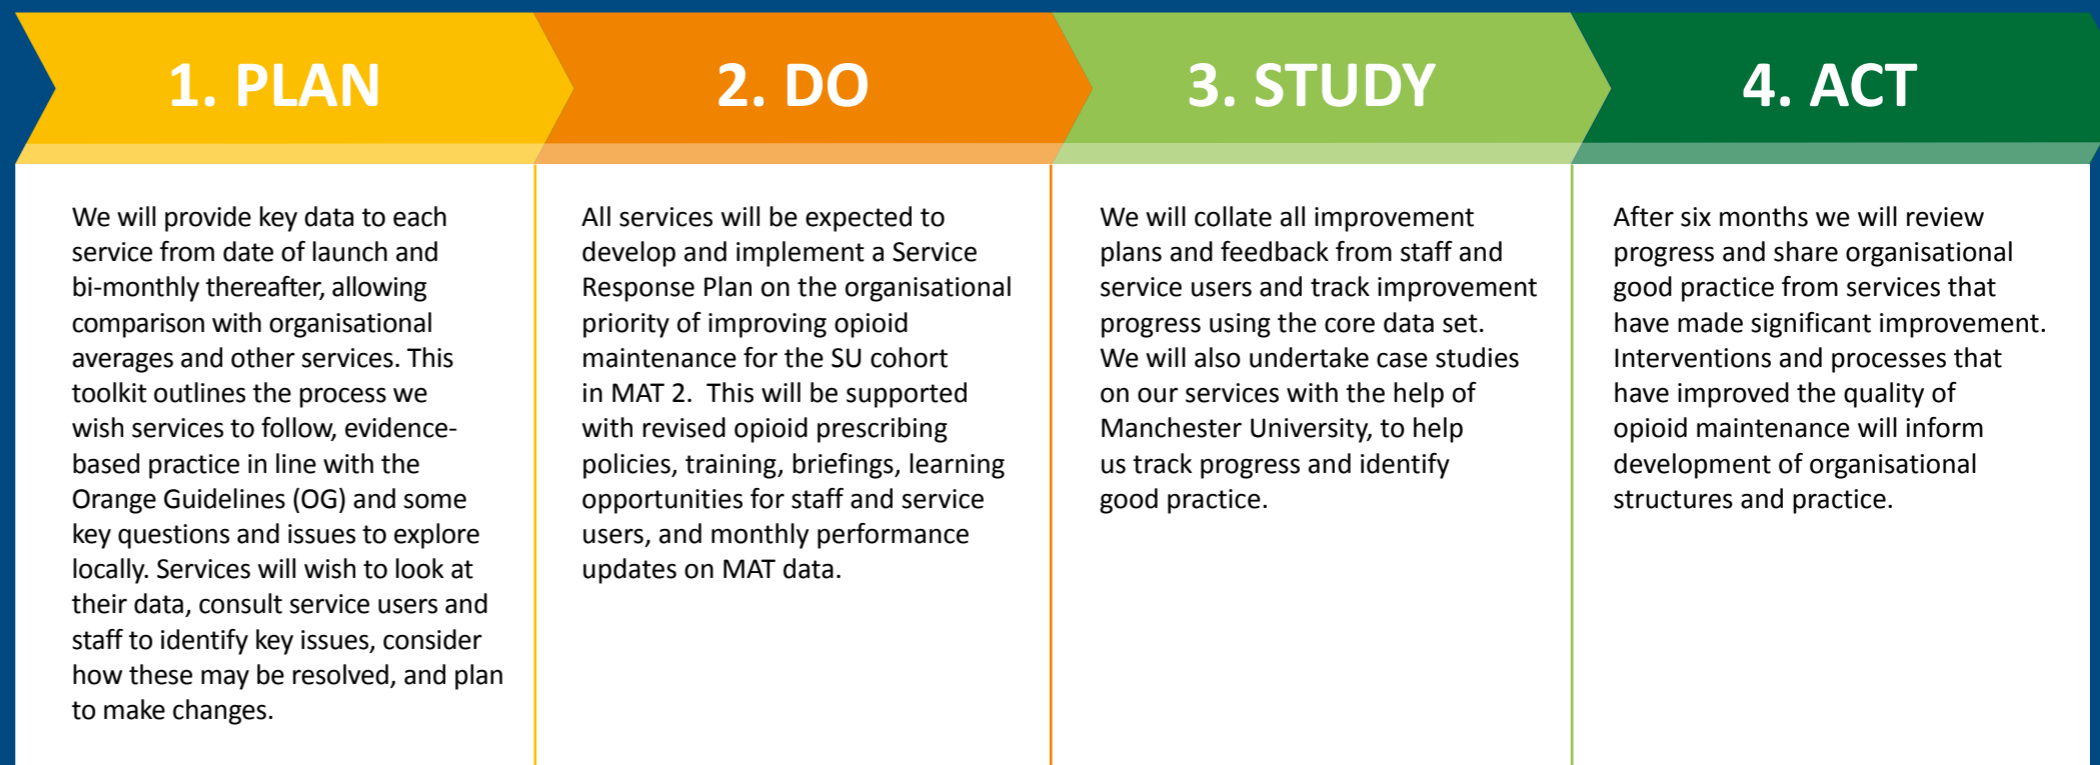 1. PLAN
We will provide key data to each
service from date of launch and
bi-monthly thereafter, allowing
comparison with organisational
averages and other services. This
toolkit outlines the process we
wish services to follow, evidence-
based practice in line with the
Orange Guidelines (OG) and some
key questions and issues to explore
locally. Services will wish to look at
their data, consult service users and
staff to identify key issues, consider
how these may be resolved, and plan
to make changes.
2. DO
All services will be expected to
develop and implement a Service
Response Plan on the organisational
priority of improving opioid
maintenance for the SU cohort
in MAT 2.  This will be supported
with revised opioid prescribing
policies, training, briefings, learning
opportunities for staff and service
users, and monthly performance
updates on MAT data.
3. STUDY
We will collate all improvement
plans and feedback from staff and
service users and track improvement
progress using the core data set.
We will also undertake case studies
on our services with the help of
Manchester University, to help
us track progress and identify
good practice.
4. ACT
After six months we will review
progress and share organisational
good practice from services that
have made significant improvement.
Interventions and processes that
have improved the quality of
opioid maintenance will inform
development of organisational
structures and practice.